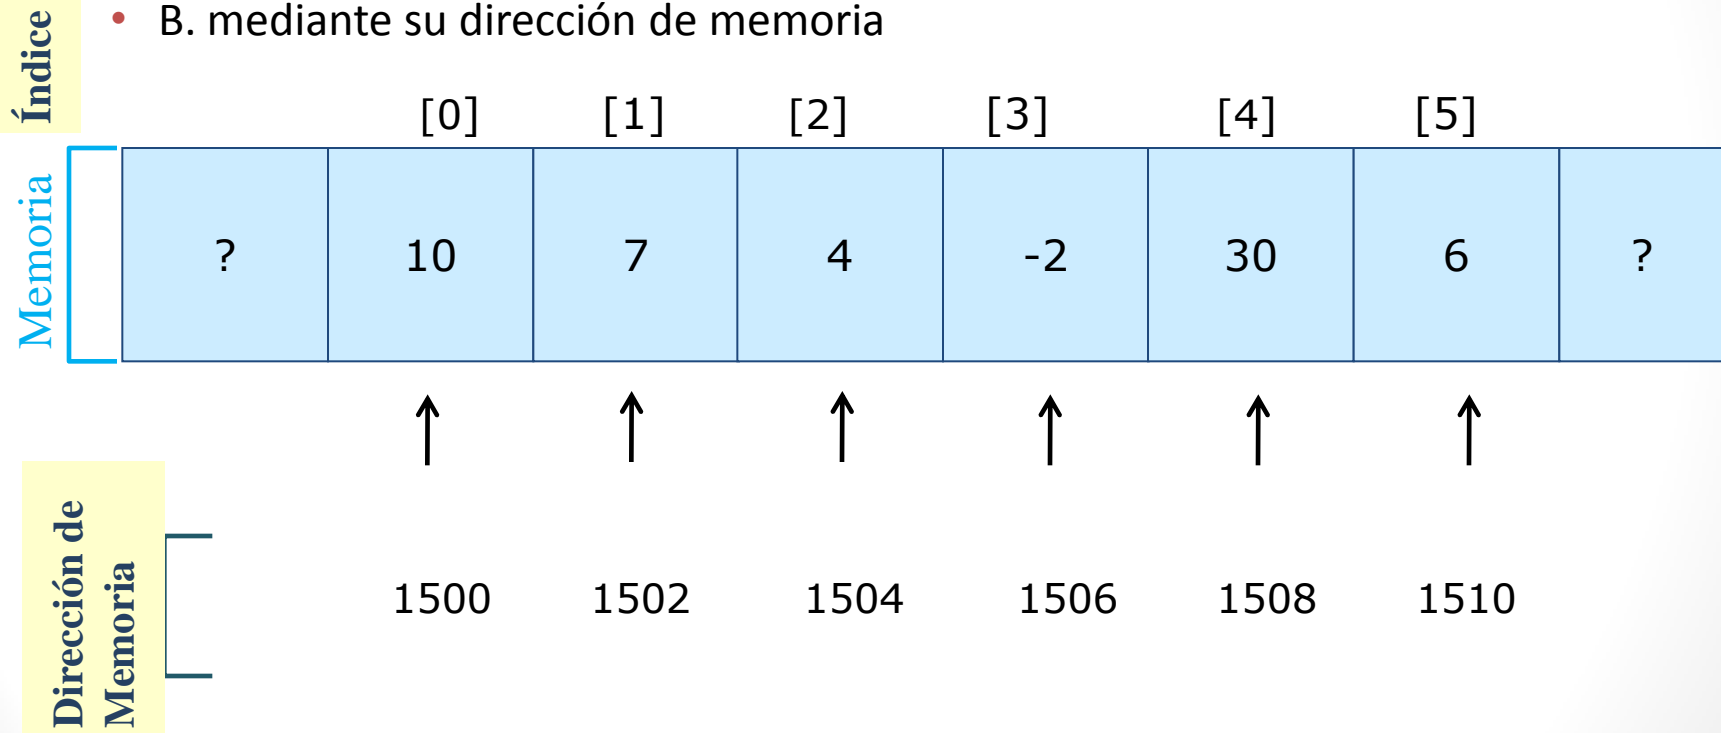 • B. mediante su dirección de memoria
Índice
[0] [1] [2] [3] [4] [5]
Memoria
? 10 7 4 -2 30 6 ?
Dirección de
Memoria
1500 1502 1504 1506 1508 1510